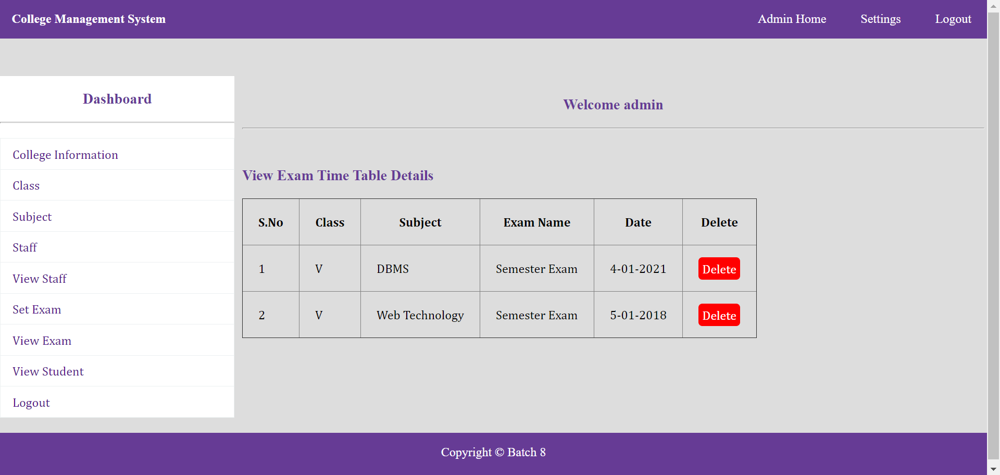 College Management System Admin Home Settings Logout
Dashboard
Welcome admin
College Information
Class
Subject
Staff
View Staff
Set Exam
View Exam
View Student
Logout
View Exam Time Table Details
S.No Class Subject Exam Name Date Delete
1 V DBMS Semester Exam 4-01-2021 Delete
2 V Web Technology Semester Exam 5-01-2018 Delete
Copyright © Batch 8